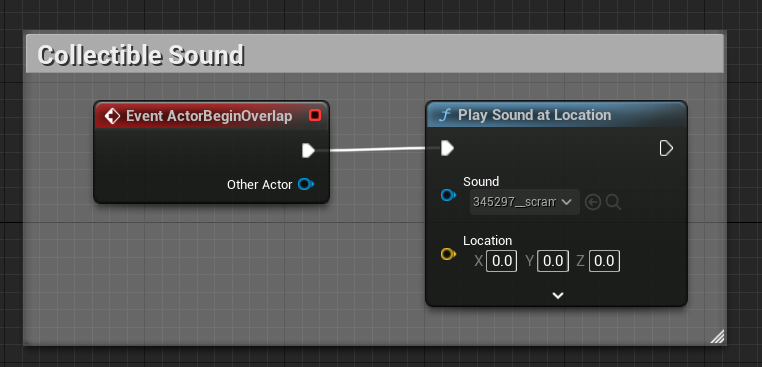 Collectible Sound
Event ActorBeginOverlap
Other Actor
f Play Sound at Location
Sound
345297__scram
Location
X 0.0 Y 0.0 Z 0.0